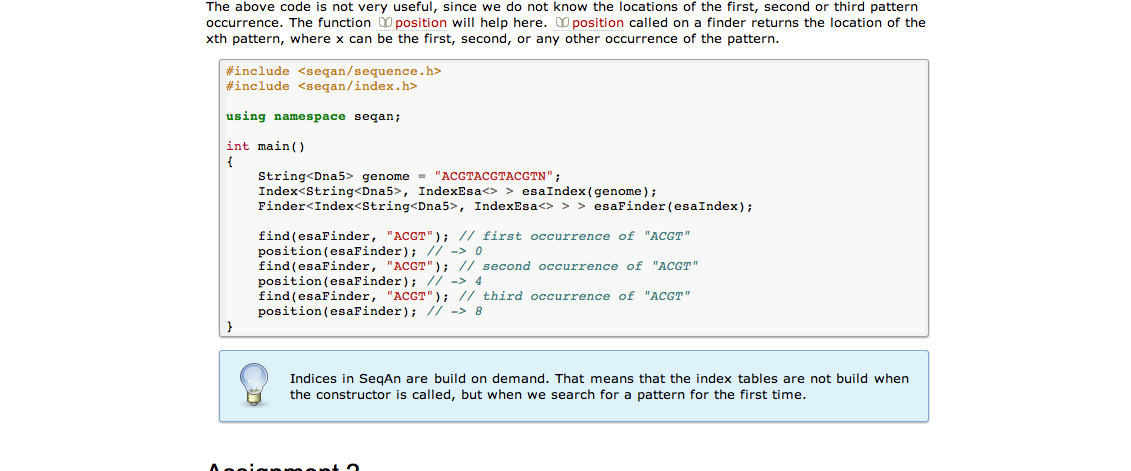 The above code is not very useful, since we do not know the locations of the first, second or third pattern
occurrence. The function position will help here. position called on a finder returns the location of the
xth pattern, where x can be the first, second, or any other occurrence of the pattern.
#include <seqan/sequence.h>
#include <seqan/index.h>
using namespace seqan;
int main()
{
String<Dna5> genome = "ACGTACGTACGTN";
Index<String<Dna5>, IndexEsa<> > esaIndex(genome);
Finder<Index<String<Dna5>, IndexEsa<> > > esaFinder(esaIndex);
find(esaFinder, "ACGT"); // first occurrence of "ACGT"
position(esaFinder); // -> 0
find(esaFinder, "ACGT"); // second occurrence of "ACGT"
position(esaFinder); // -> 4
find(esaFinder, "ACGT"); // third occurrence of "ACGT"
position(esaFinder); // -> 8
}
Indices in SeqAn are build on demand. That means that the index tables are not build when
the constructor is called, but when we search for a pattern for the first time.
Assignment 2